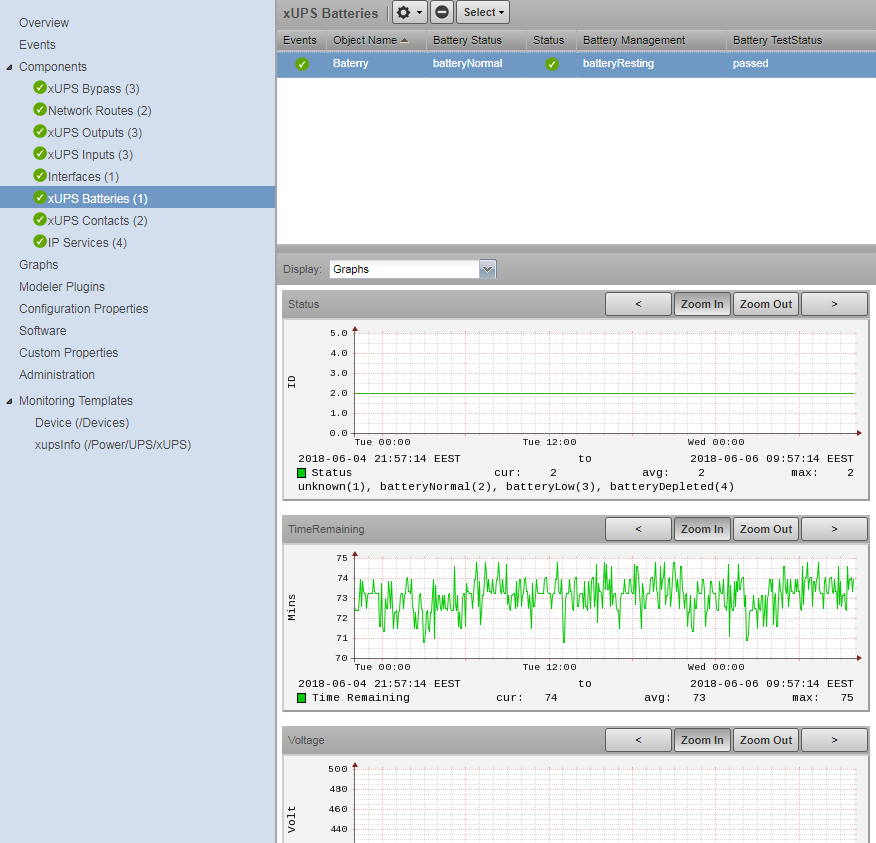 Overview
Events
Components
xUPS Bypass (3)
Network Routes (2)
xUPS Outputs (3)
xUPS Inputs (3)
Interfaces (1)
xUPS Batteries (1)
xUPS Contacts (2)
IP Services (4)
Graphs
Modeler Plugins
Configuration Properties
Software
Custom Properties
Administration
Monitoring Templates
Device (/Devices)
xupsInfo (/Power/UPS/xUPS)
xUPS Batteries Select
Events Object Name Battery Status Status Battery Management Battery TestStatus
Baterry batteryNormal batteryResting passed
Display: Graphs
Status < Zoom In Zoom Out >
5.0
4.0
3.0
2.0
1.0
0.0
ID
Tue 00:00 Tue 12:00 Wed 00:00
2018-06-04 21:57:14 EEST to 2018-06-06 09:57:14 EEST
Status cur: 2 avg: 2 max: 2
unknown(1), batteryNormal(2), batteryLow(3), batteryDepleted(4)
TimeRemaining < Zoom In Zoom Out >
75
74
73
72
71
70
Mins
Tue 00:00 Tue 12:00 Wed 00:00
2018-06-04 21:57:14 EEST to 2018-06-06 09:57:14 EEST
Time Remaining cur: 74 avg: 73 max: 75
Voltage < Zoom In Zoom Out >
500
480
460
440
Volt